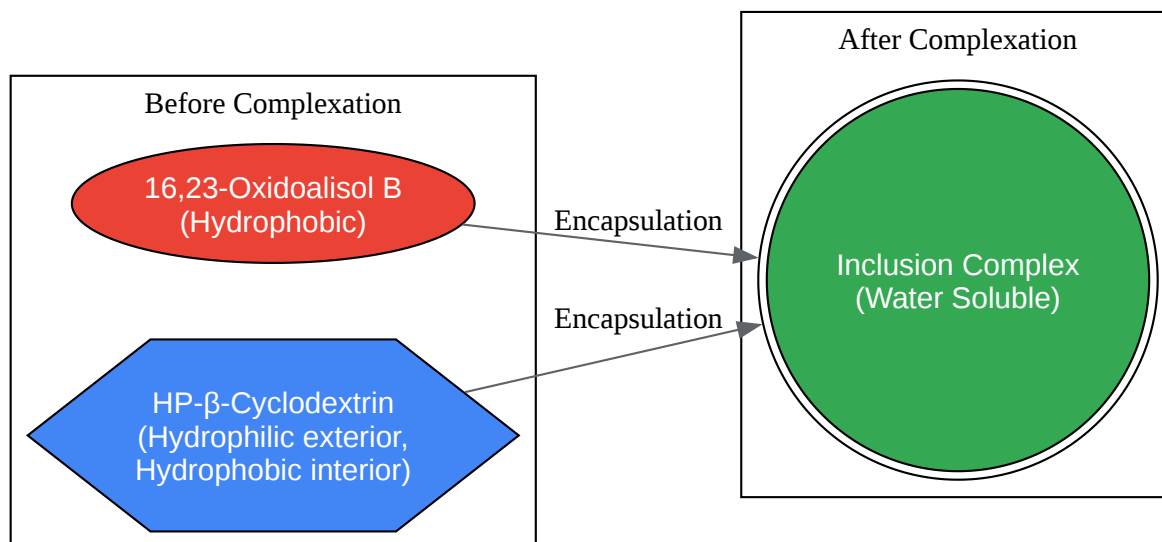 Before Complexation
16,23-Oxidoalisol B
(Hydrophobic)
HP-β-Cyclodextrin
(Hydrophilic exterior,
Hydrophobic interior)
Encapsulation
Encapsulation
After Complexation
Inclusion Complex
(Water Soluble)